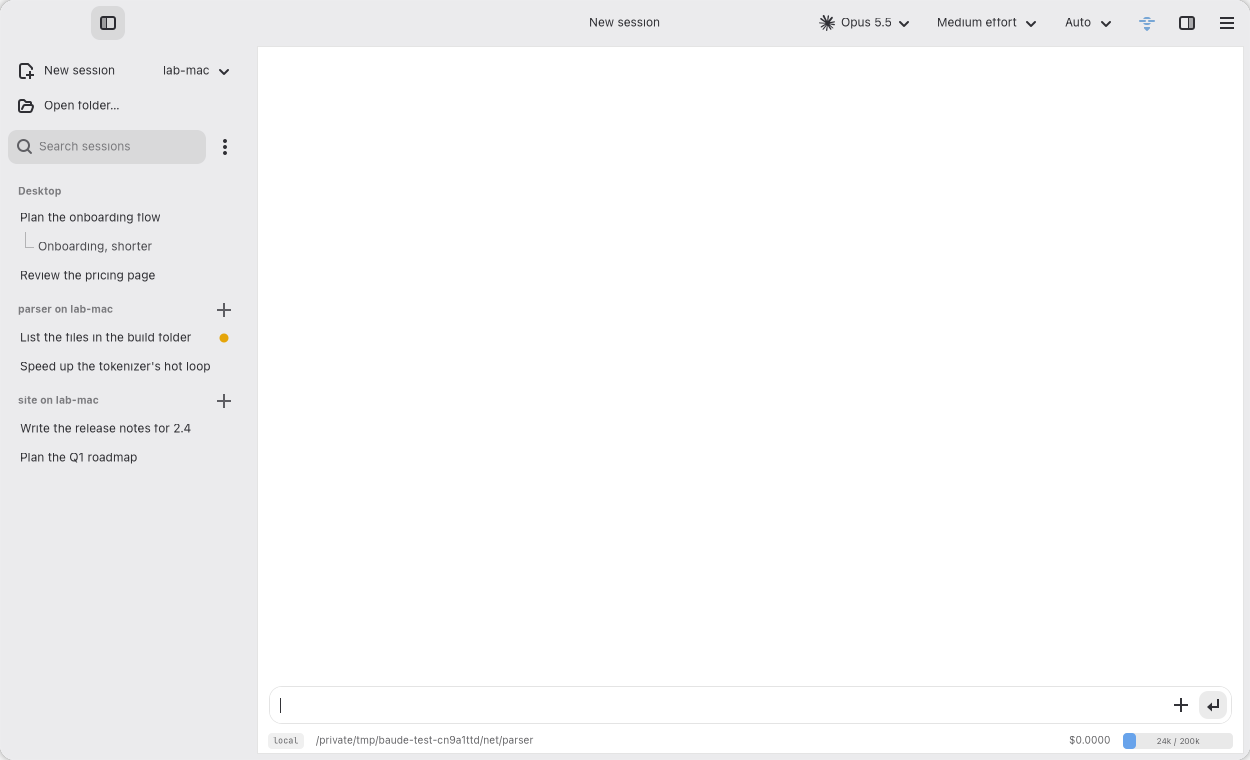 New session
Opus 5.5
Medium effort
Auto
New session
lab-mac
Open folder...
Search sessions
Desktop
Plan the onboarding flow
Onboarding, shorter
Review the pricing page
parser on lab-mac
List the files in the build folder
Speed up the tokenizer's hot loop
site on lab-mac
Write the release notes for 2.4
Plan the Q1 roadmap
local
/private/tmp/baude-test-cn9a1ttd/net/parser
$0.0000
24k / 200k